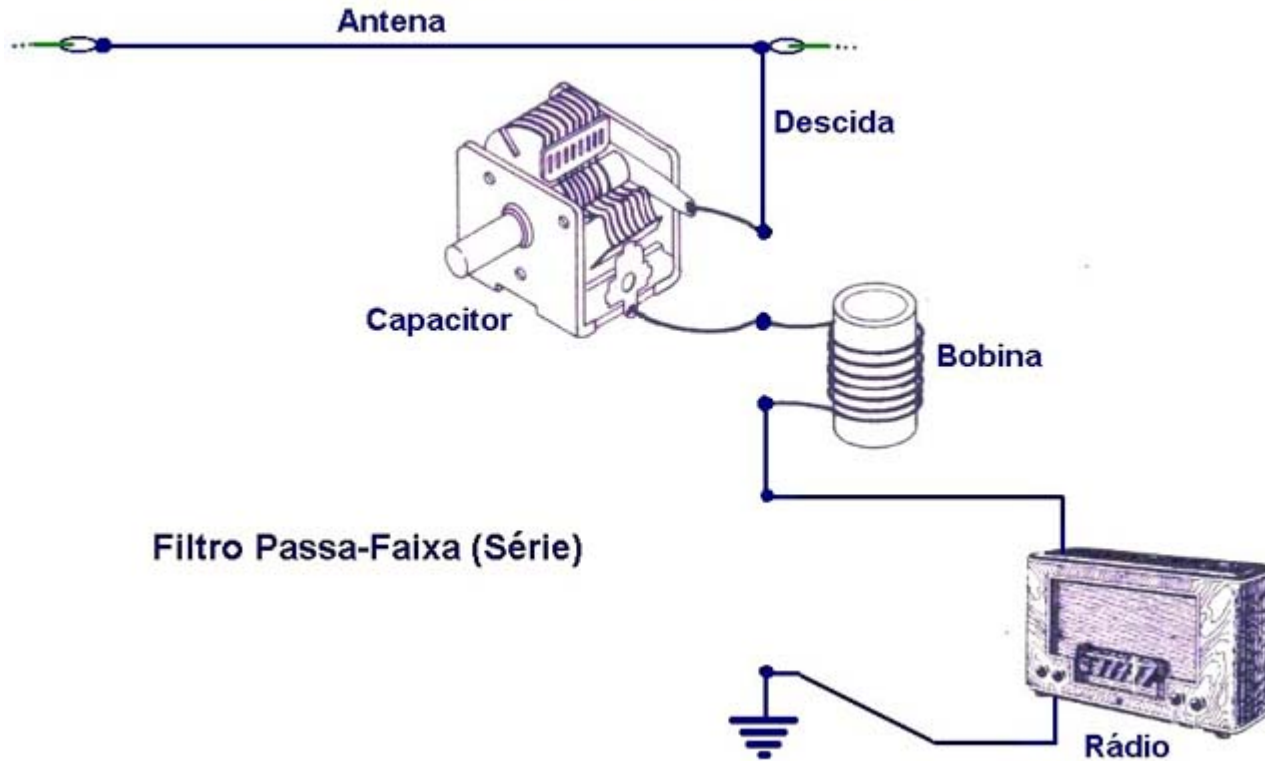 Antena
Descida
Capacitor
Bobina
Filtro Passa-Faixa (Série)
Rádio